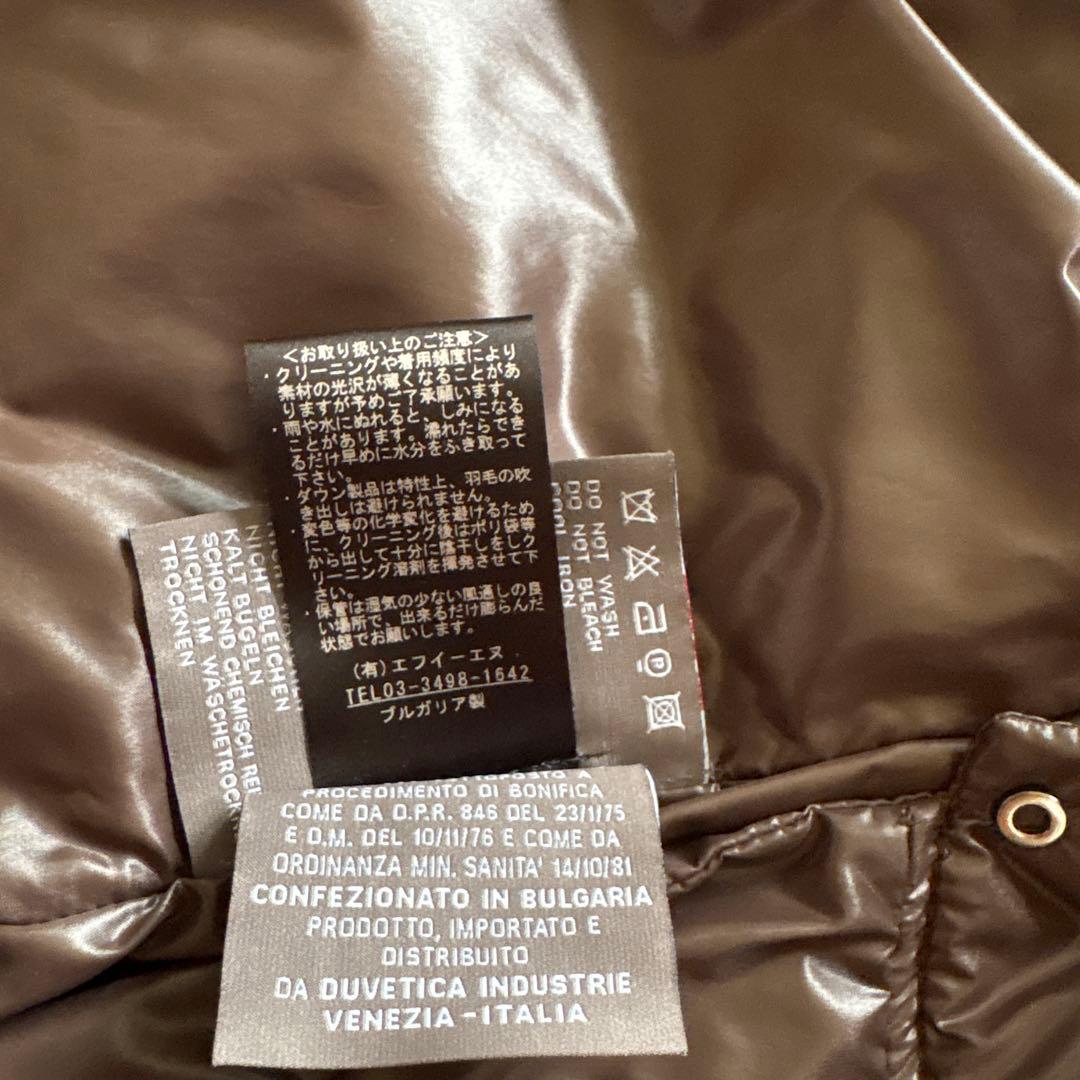 ＜お取り扱い上のご注意＞
・クリーニングや着用頻度により
素材の光沢が薄くなることがあ
りますが予めご了承願います。
・雨や水にぬれると、しみになる
ことがあります。濡れたらでき
るだけ早めに水分をふき取って
下さい。
・ダウン製品は特性上、羽毛の吹
き出しは避けられません。
・変色等の化学変化を避けるため
に、クリーニング後はポリ袋等
から出して十分に陰干しをしク
リーニング溶剤を揮発させて下
さい。
・保管は湿気の少ない風通しの良
い場所で、出来るだけ膨らんだ
状態でお願いします。
(有)エフイーエヌ
TEL03-3498-1642
ブルガリア製
DO NOT WASH
DO NOT BLEACH
COOL IRON
P
NICHT BLEICHEN
KALT BUGELN
SCHONEND CHEMISCH
NICHT IM
TROCKNEN
A
PROCEDIMENTO DI BONIFICA
COME DA D.P.R. 846 DEL 23/1/75
E D.M. DEL 10/11/76 E COME DA
ORDINANZA MIN. SANITA' 14/10/81
CONFEZIONATO IN BULGARIA
PRODOTTO, IMPORTATO E
DISTRIBUITO
DA DUVETICA INDUSTRIE
VENEZIA-ITALIA